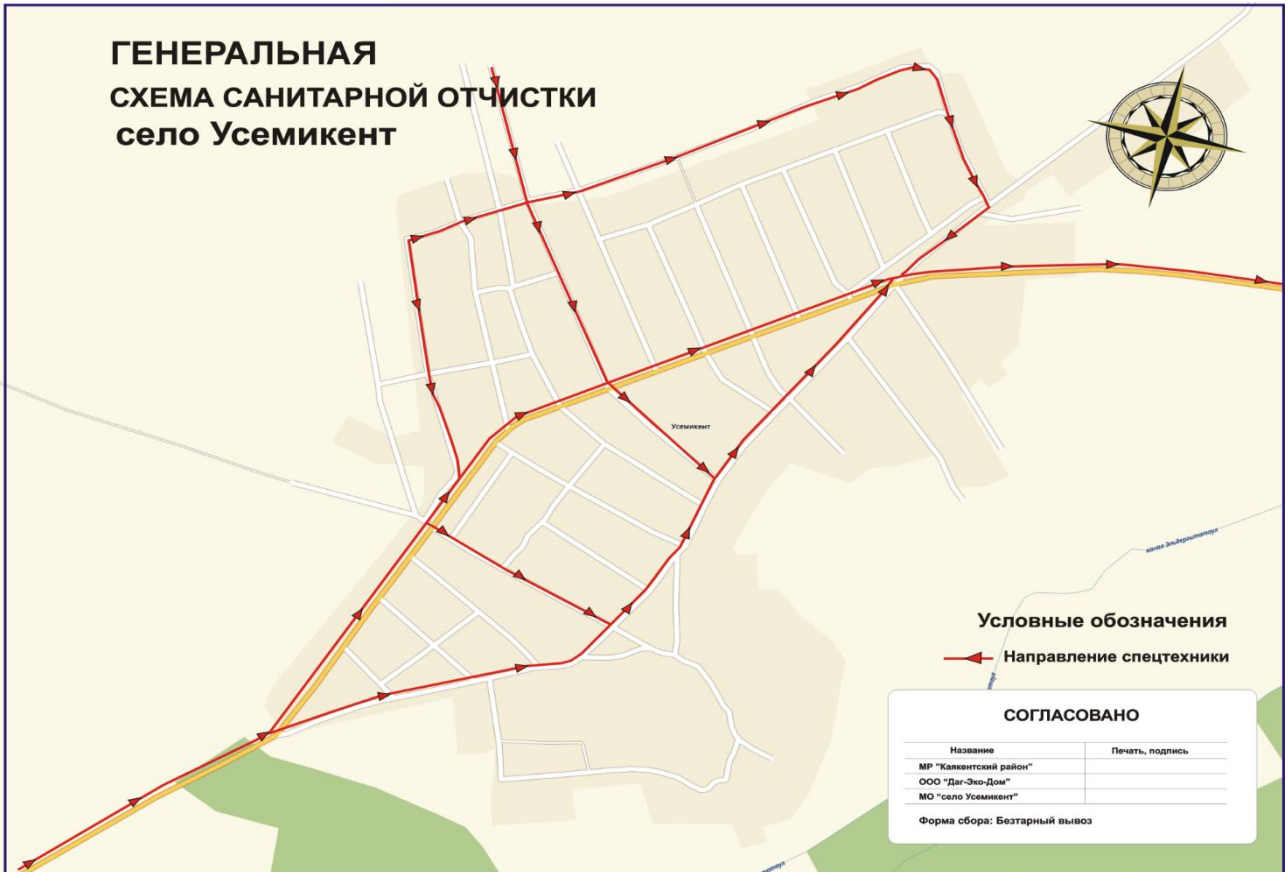 ГЕНЕРАЛЬНАЯ
СХЕМА САНИТАРНОЙ ОТЧИСТКИ
село Усемикент
Усемикент
Условные обозначения
Направление спецтехники
СОГЛАСОВАНО
Название Печать, подпись
МР "Каякентский район"
ООО "Даг-Эко-Дом"
МО "село Усемикент"
Форма сбора: Безтарный вывоз